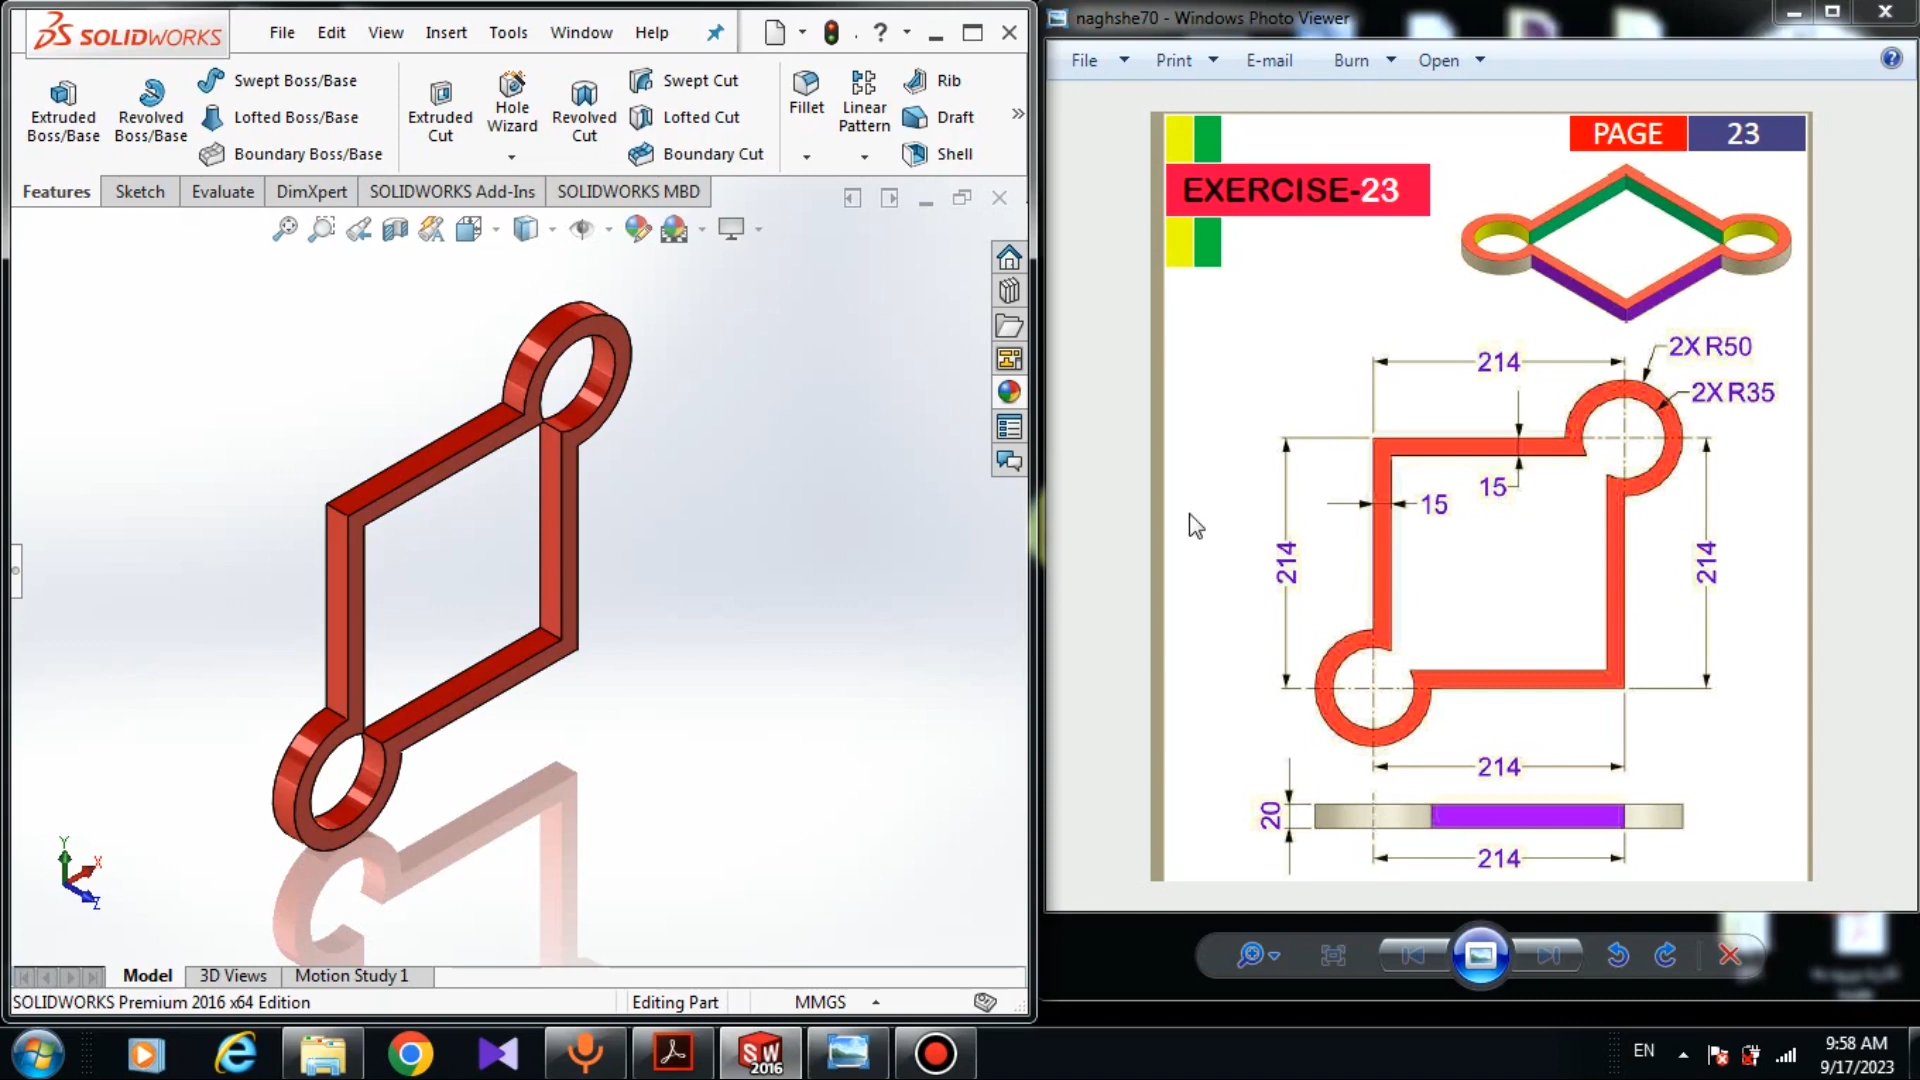 SOLIDWORKS
File Edit View Insert Tools Window Help
Extruded Boss/Base
Revolved Boss/Base
Swept Boss/Base
Lofted Boss/Base
Boundary Boss/Base
Extruded Cut
Hole Wizard
Revolved Cut
Swept Cut
Lofted Cut
Boundary Cut
Fillet
Linear Pattern
Rib
Draft
Shell
Features Sketch Evaluate DimXpert SOLIDWORKS Add-Ins SOLIDWORKS MBD
Y
X
Z
Model 3D Views Motion Study 1
SOLIDWORKS Premium 2016 x64 Edition Editing Part MMGS
naghshe70 - Windows Photo Viewer
File Print E-mail Burn Open
PAGE 23
EXERCISE-23
214
2X R50
2X R35
15
15
214
214
214
20
214
SW 2016
EN
9:58 AM
9/17/2023